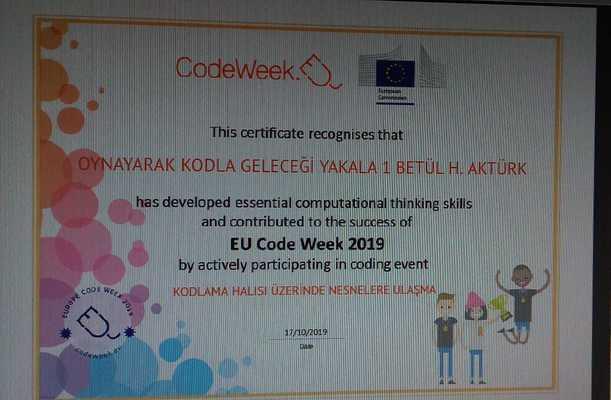 CodeWeek.eu
European
Commission
This certificate recognises that
OYNAYARAK KODLA GELECEĞİ YAKALA 1 BETÜL H. AKTÜRK
has developed essential computational thinking skills
and contributed to the success of
EU Code Week 2019
by actively participating in coding event
KODLAMA HALISI ÜZERİNDE NESNELERE ULAŞMA
EUROPE CODE WEEK 2019
codeweek.eu
17/10/2019
Date